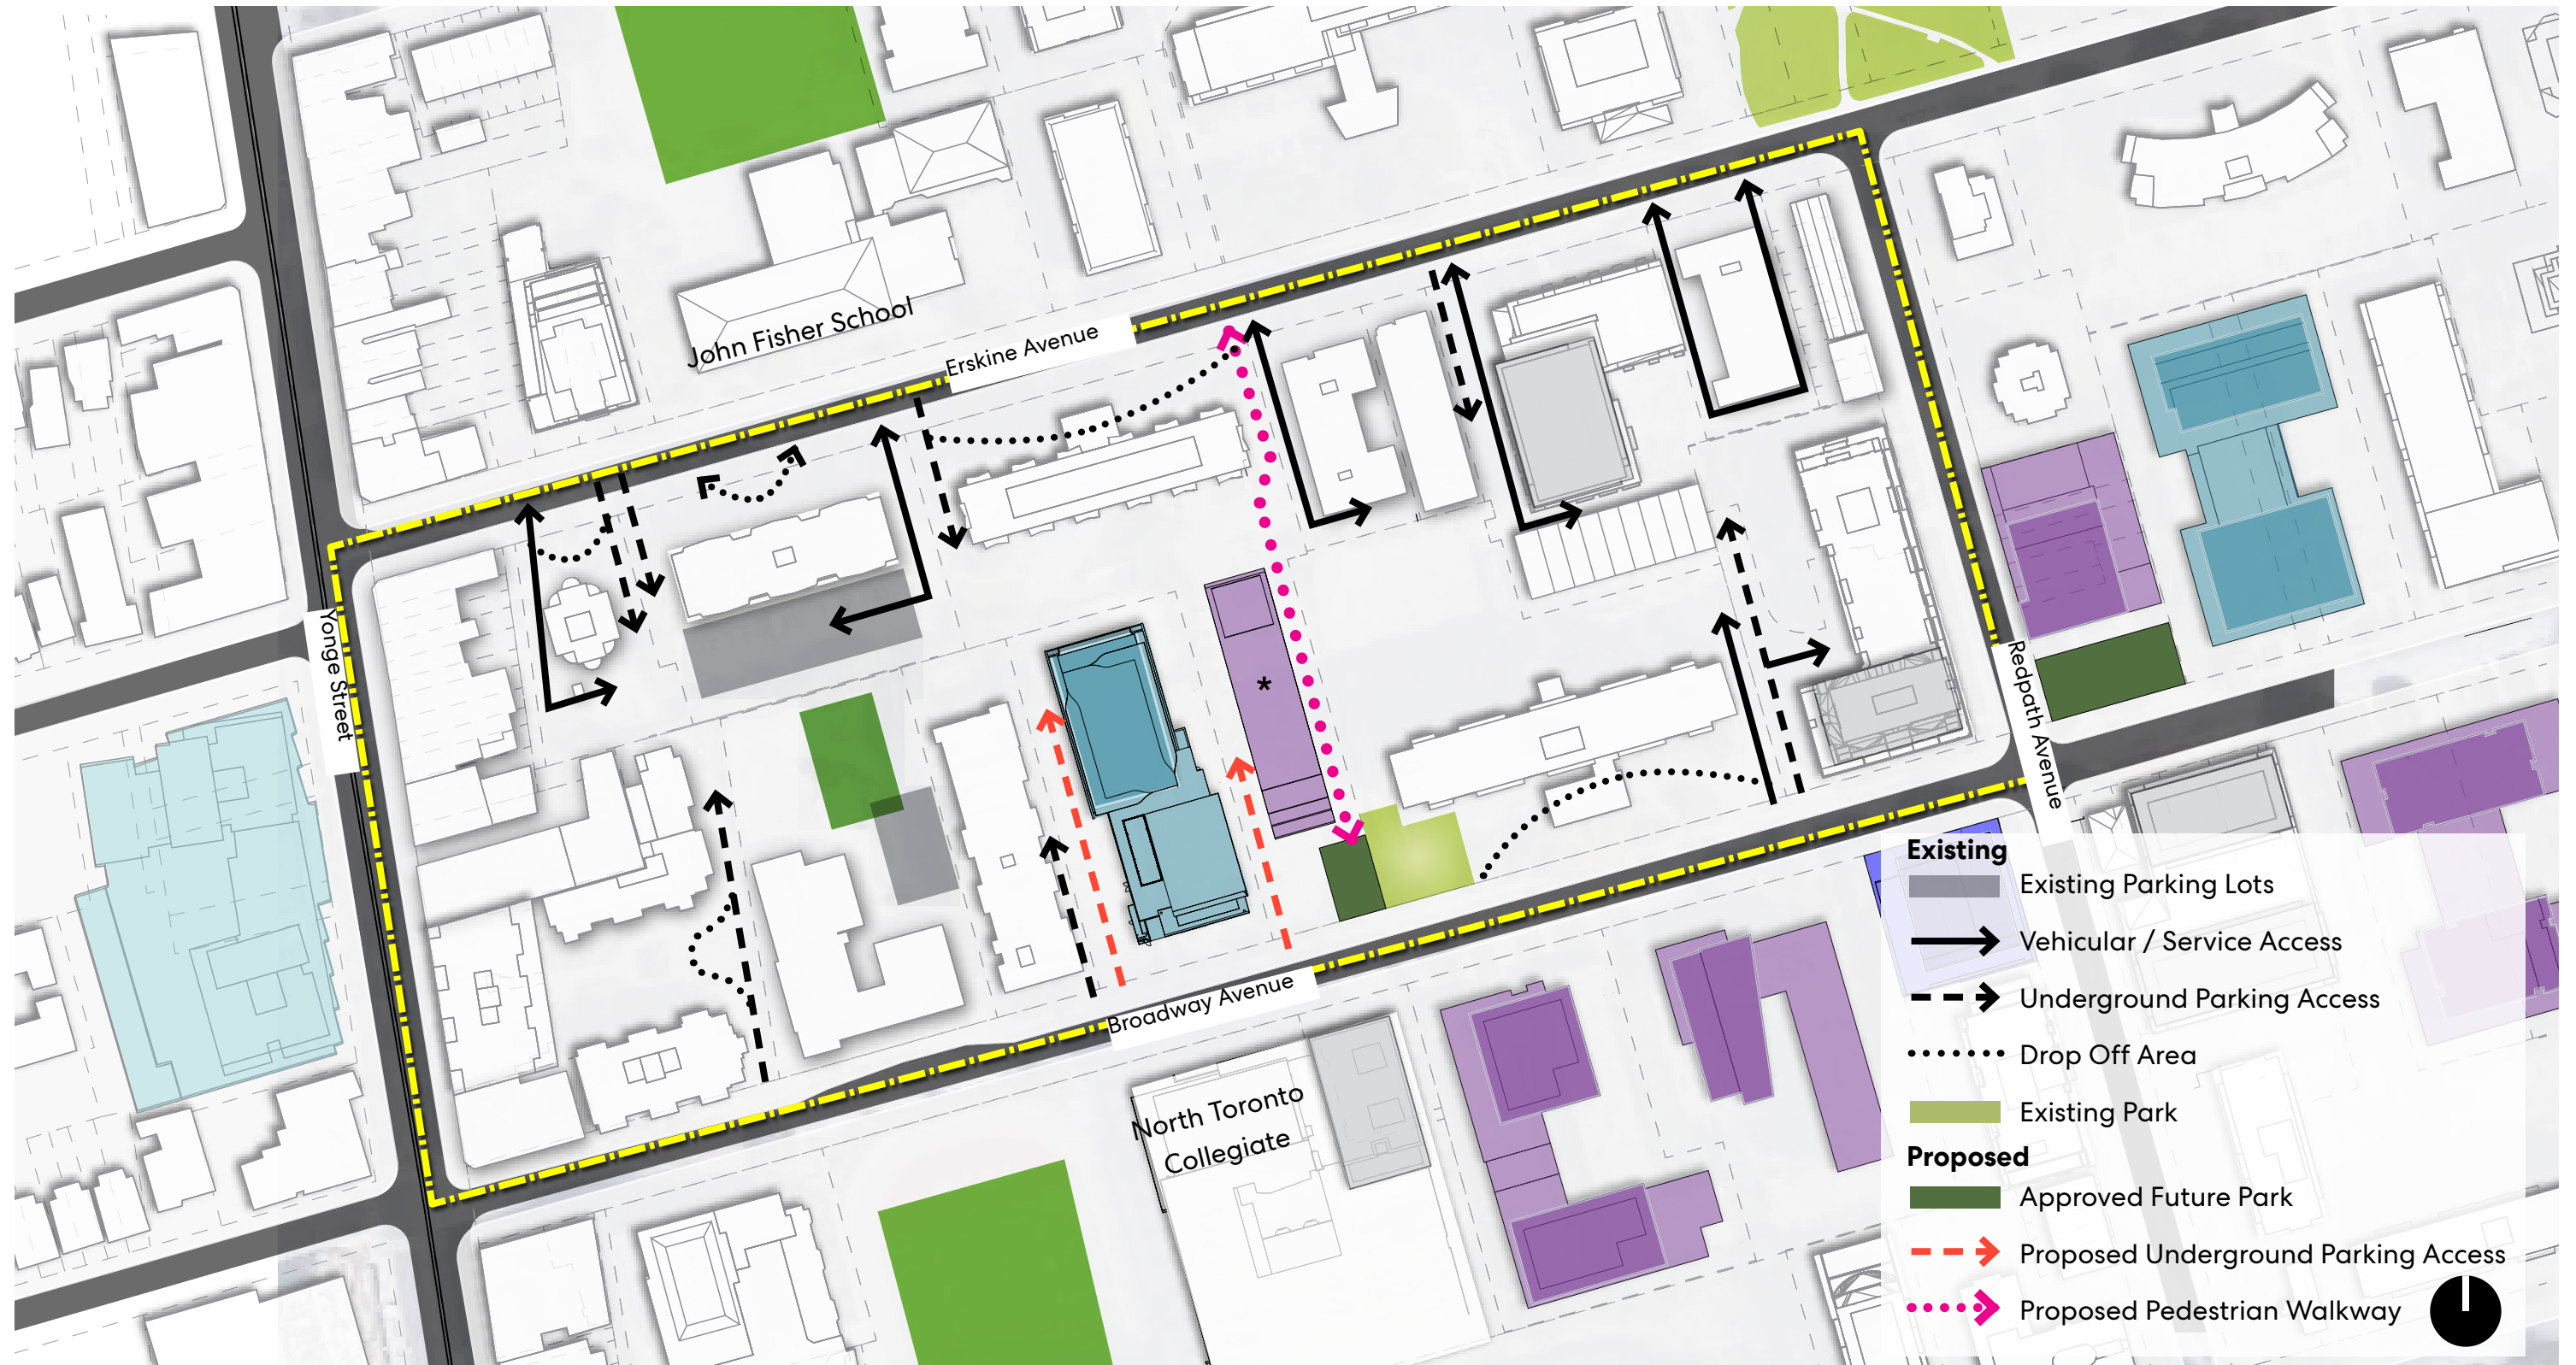 John Fisher School
Erskine Avenue
Yonge Street
*
Redpath Avenue
Broadway Avenue
North Toronto
Collegiate
Existing
Existing Parking Lots
Vehicular / Service Access
Underground Parking Access
Drop Off Area
Existing Park
Proposed
Approved Future Park
Proposed Underground Parking Access
Proposed Pedestrian Walkway